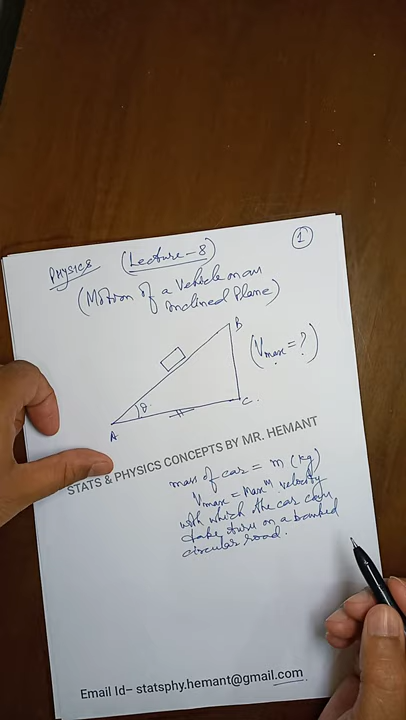 Physics
(Lecture-8)
1
(Motion of a Vehicle on an
Inclined Plane)
B
(Vmax = ?)
θ
A
C.
STATS & PHYSICS CONCEPTS BY MR. HEMANT
mass of car = m (kg)
Vmax = Maxm velocity
with which the car can
take turn on a banked
circular road.
Email Id– statsphy.hemant@gmail.com